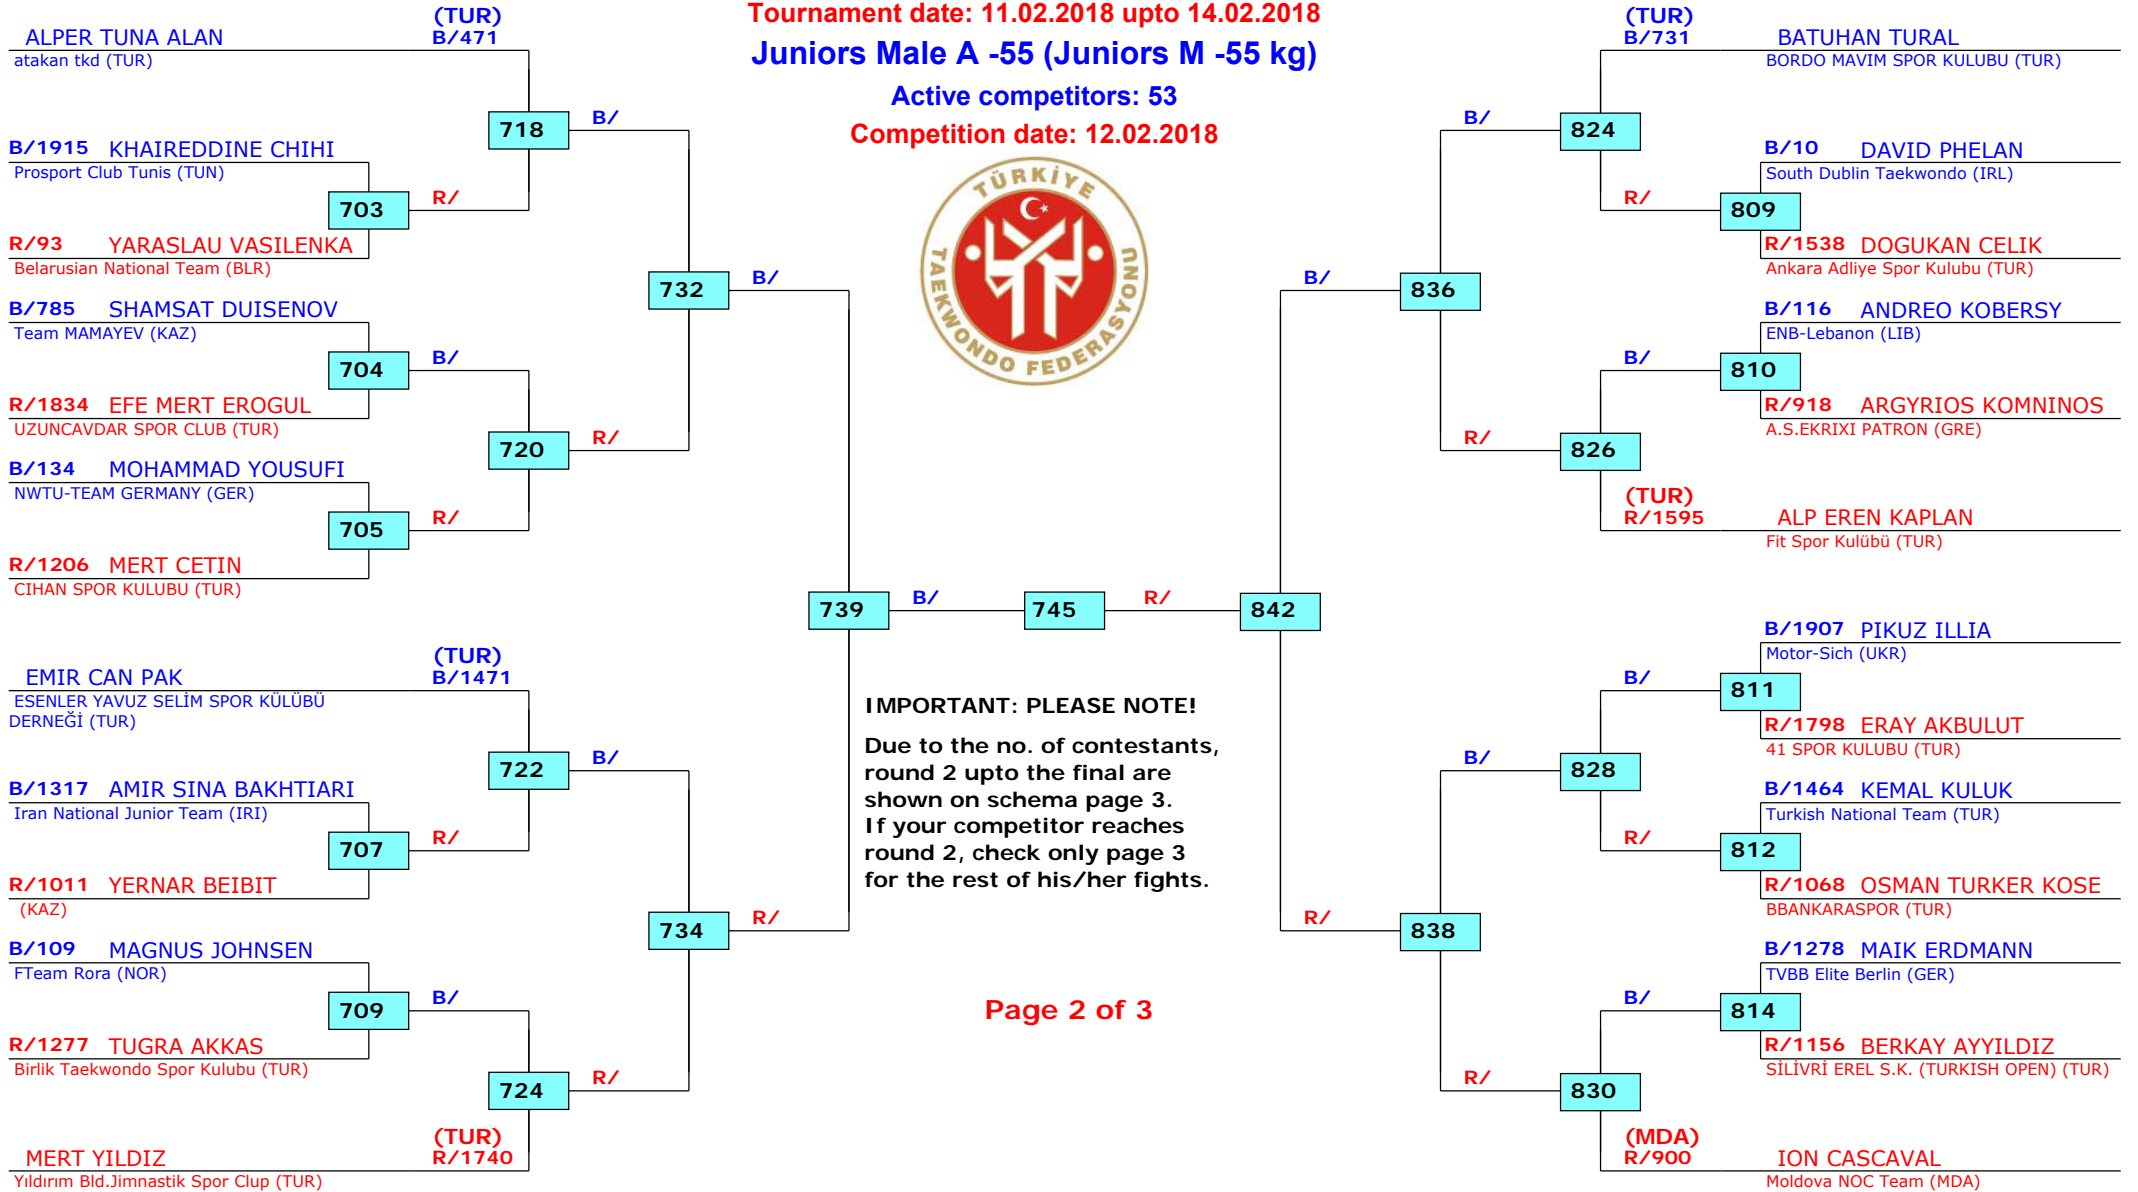 Tournament date: 11.02.2018 upto 14.02.2018
Juniors Male A -55 (Juniors M -55 kg)
Active competitors: 53
Competition date: 12.02.2018
TÜRKİYE
TAEKWONDO FEDERASYONU
(TUR)
ALPER TUNA ALAN B/471
atakan tkd (TUR)
718 B/
B/1915 KHAIREDDINE CHIHI
Prosport Club Tunis (TUN)
703 R/
R/93 YARASLAU VASILENKA
Belarusian National Team (BLR)
732 B/
B/785 SHAMSAT DUISENOV
Team MAMAYEV (KAZ)
704 B/
R/1834 EFE MERT EROGUL
UZUNCAVDAR SPOR CLUB (TUR)
720 R/
B/134 MOHAMMAD YOUSUFI
NWTU-TEAM GERMANY (GER)
705 R/
R/1206 MERT CETIN
CIHAN SPOR KULUBU (TUR)
739 B/ 745 R/ 842
(TUR)
EMIR CAN PAK B/1471
ESENLER YAVUZ SELİM SPOR KÜLÜBÜ
DERNEĞİ (TUR)
722 B/
B/1317 AMIR SINA BAKHTIARI
Iran National Junior Team (IRI)
707 R/
R/1011 YERNAR BEIBIT
(KAZ)
734 R/
B/109 MAGNUS JOHNSEN
FTeam Rora (NOR)
709 B/
R/1277 TUGRA AKKAS
Birlik Taekwondo Spor Kulubu (TUR)
724 R/
(TUR)
MERT YILDIZ R/1740
Yıldırım Bld.Jimnastik Spor Clup (TUR)
IMPORTANT: PLEASE NOTE!
Due to the no. of contestants,
round 2 upto the final are
shown on schema page 3.
If your competitor reaches
round 2, check only page 3
for the rest of his/her fights.
Page 2 of 3
(TUR)
B/731 BATUHAN TURAL
BORDO MAVIM SPOR KULUBU (TUR)
B/ 824
B/10 DAVID PHELAN
South Dublin Taekwondo (IRL)
R/ 809
R/1538 DOGUKAN CELIK
Ankara Adliye Spor Kulubu (TUR)
B/ 836
B/116 ANDREO KOBERSY
ENB-Lebanon (LIB)
B/ 810
R/918 ARGYRIOS KOMNINOS
A.S.EKRIXI PATRON (GRE)
R/ 826
(TUR)
R/1595 ALP EREN KAPLAN
Fit Spor Kulübü (TUR)
B/1907 PIKUZ ILLIA
Motor-Sich (UKR)
B/ 811
R/1798 ERAY AKBULUT
41 SPOR KULUBU (TUR)
B/ 828
B/1464 KEMAL KULUK
Turkish National Team (TUR)
R/ 812
R/1068 OSMAN TURKER KOSE
BBANKARASPOR (TUR)
R/ 838
B/1278 MAIK ERDMANN
TVBB Elite Berlin (GER)
B/ 814
R/1156 BERKAY AYYILDIZ
SİLİVRİ EREL S.K. (TURKISH OPEN) (TUR)
R/ 830
(MDA)
R/900 ION CASCAVAL
Moldova NOC Team (MDA)